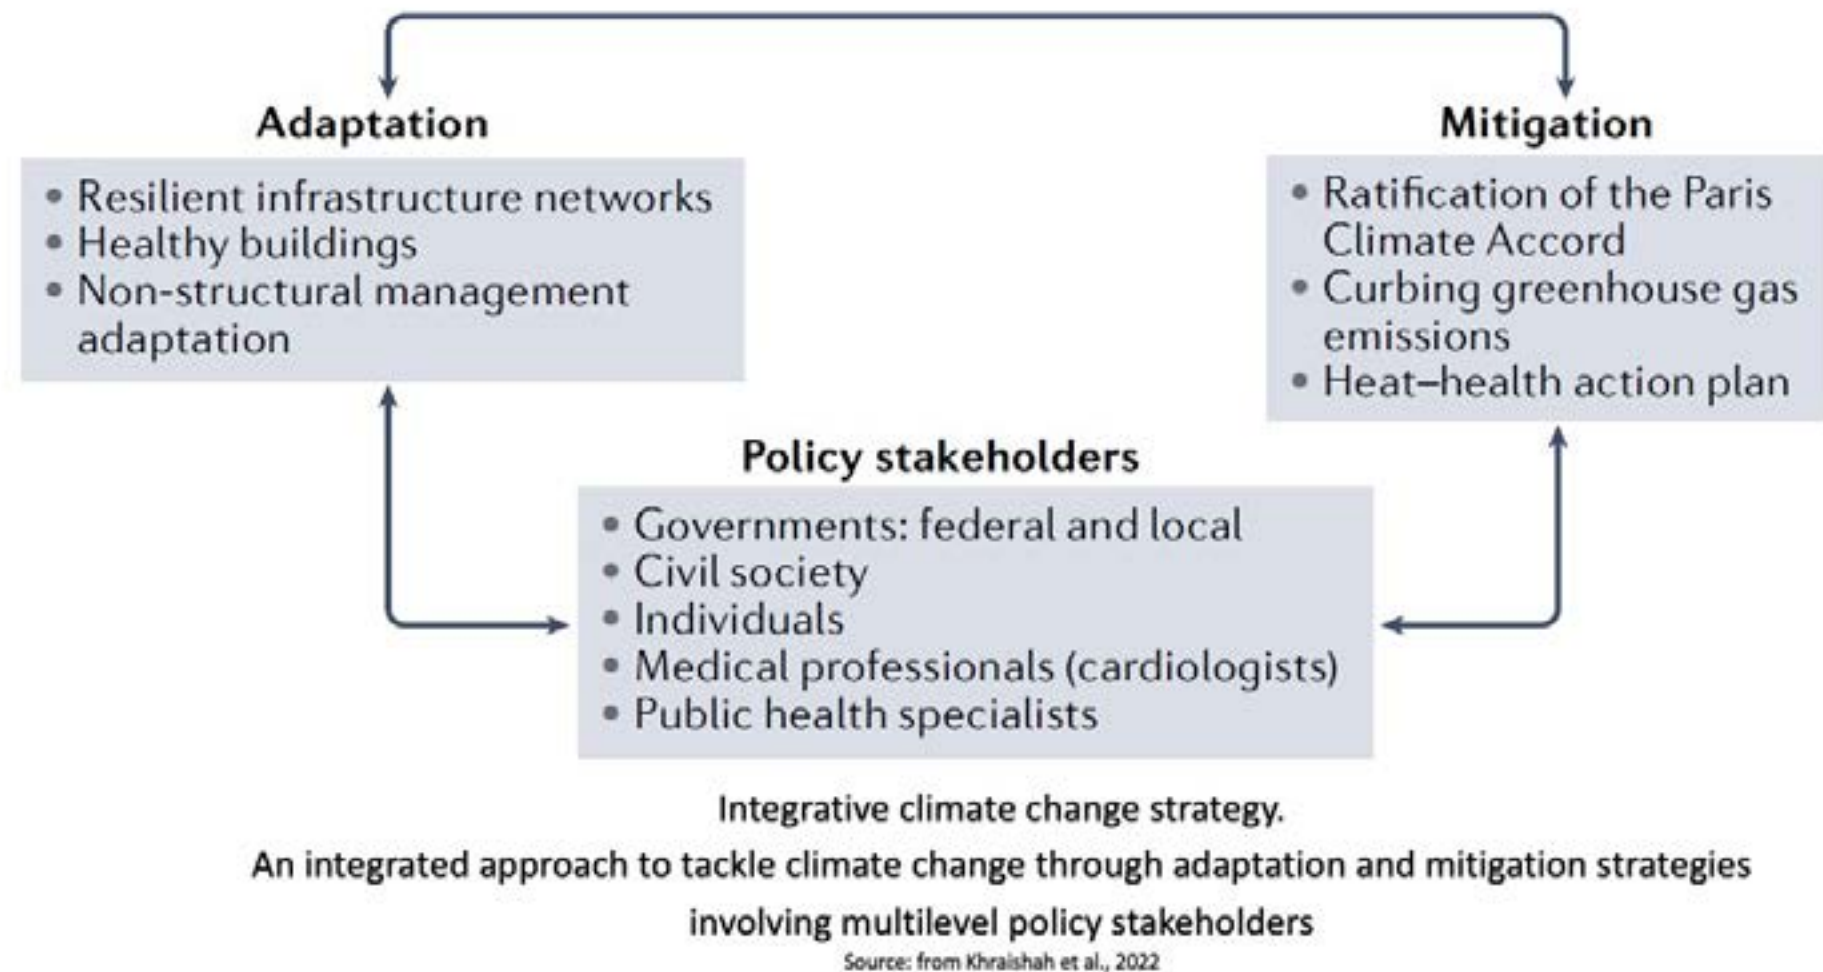 Adaptation
• Resilient infrastructure networks
• Healthy buildings
• Non-structural management
adaptation
Mitigation
• Ratification of the Paris
Climate Accord
• Curbing greenhouse gas
emissions
• Heat–health action plan
Policy stakeholders
• Governments: federal and local
• Civil society
• Individuals
• Medical professionals (cardiologists)
• Public health specialists
Integrative climate change strategy.
An integrated approach to tackle climate change through adaptation and mitigation strategies
involving multilevel policy stakeholders
Source: from Khraishah et al., 2022